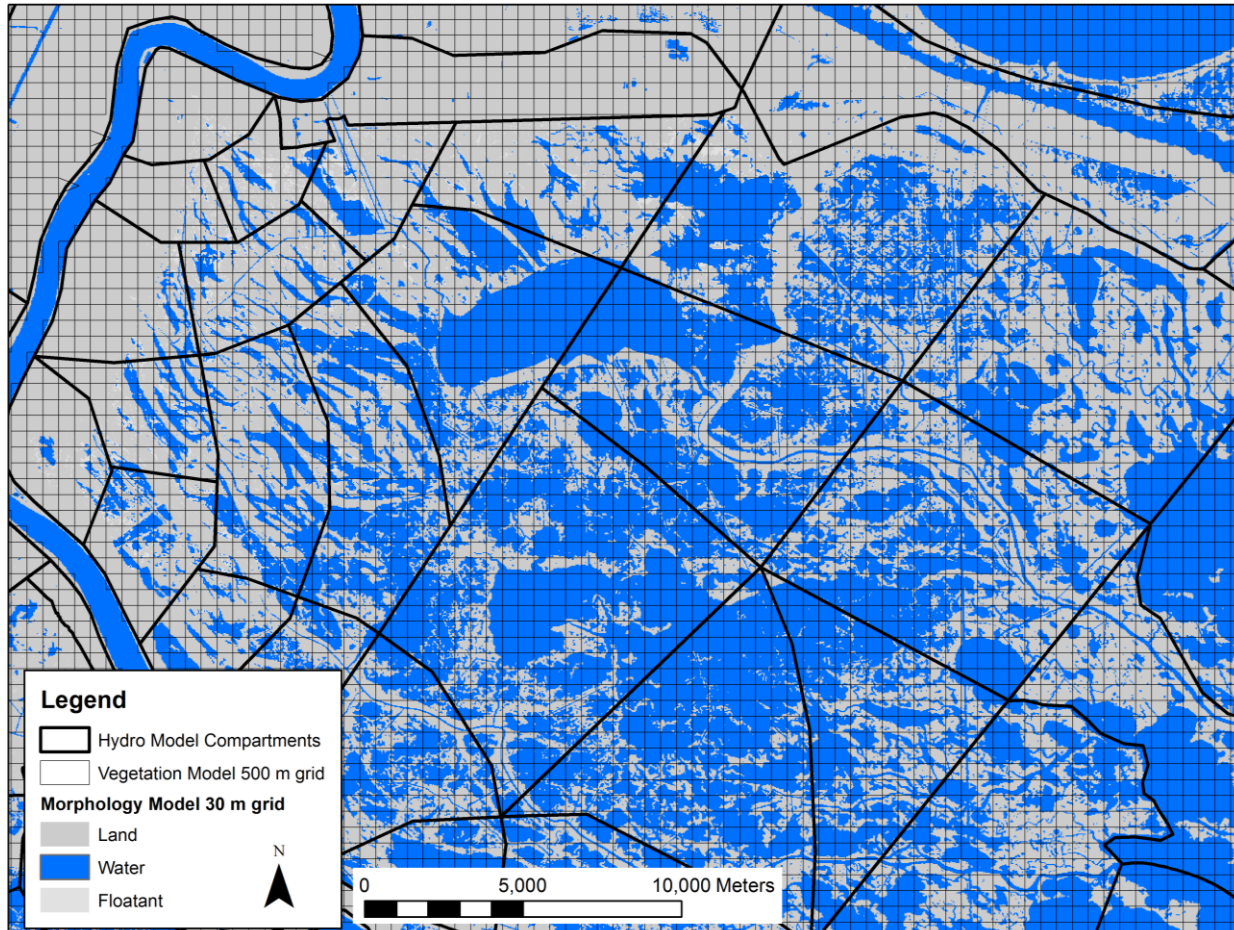 Legend
Hydro Model Compartments
Vegetation Model 500 m grid
Morphology Model 30 m grid
Land
Water
Floatant
N
0 5,000 10,000 Meters